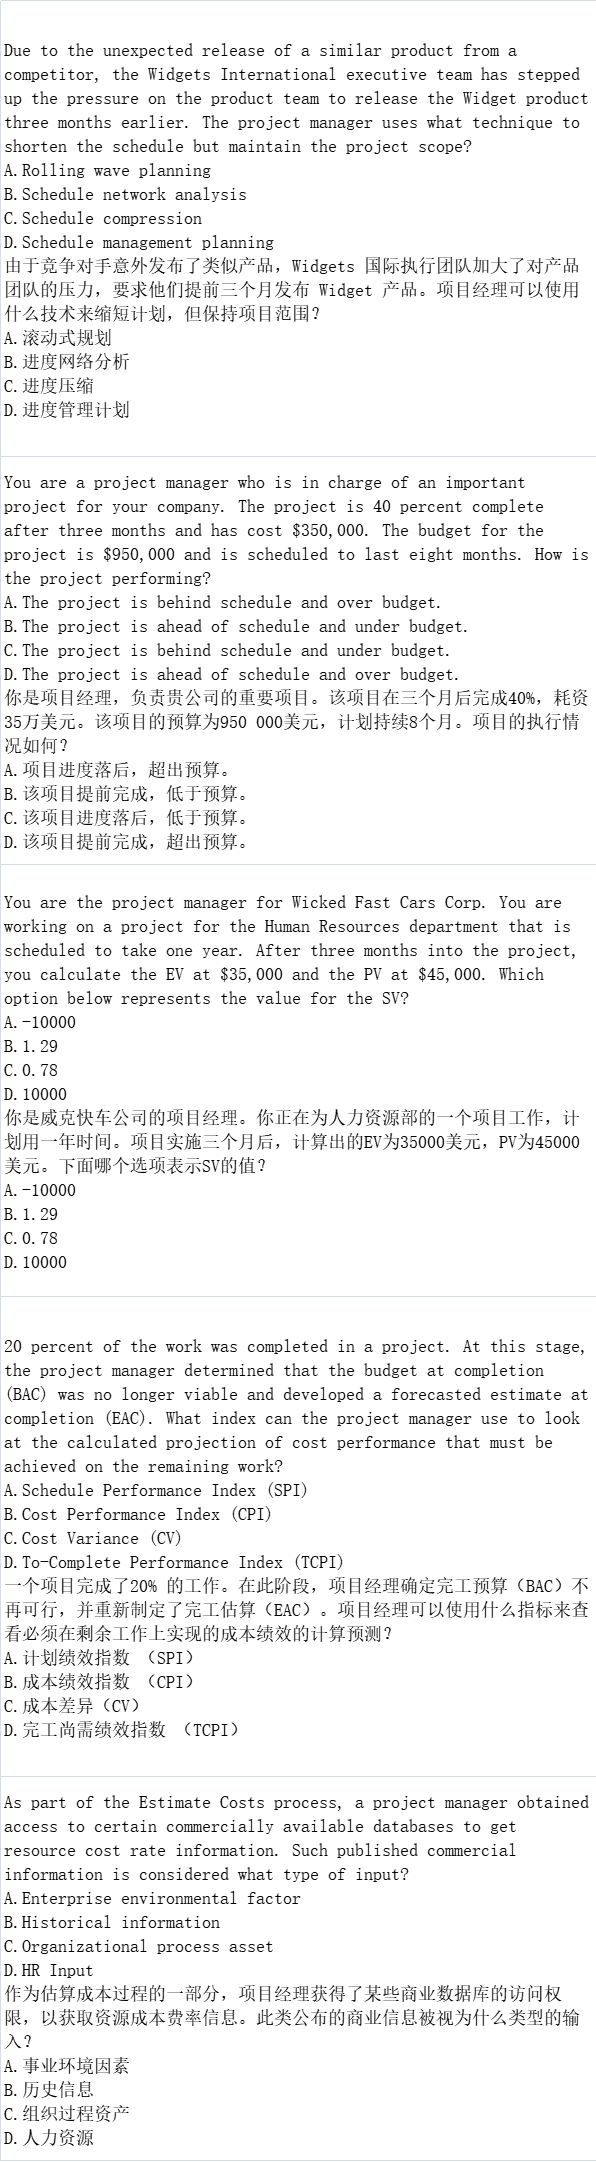 Due to the unexpected release of a similar product from a
competitor, the Widgets International executive team has stepped
up the pressure on the product team to release the Widget product
three months earlier. The project manager uses what technique to
shorten the schedule but maintain the project scope?
A.Rolling wave planning
B.Schedule network analysis
C.Schedule compression
D.Schedule management planning
由于竞争对手意外发布了类似产品，Widgets 国际执行团队加大了对产品
团队的压力，要求他们提前三个月发布 Widget 产品。项目经理可以使用
什么技术来缩短计划，但保持项目范围？
A.滚动式规划
B.进度网络分析
C.进度压缩
D.进度管理计划
You are a project manager who is in charge of an important
project for your company. The project is 40 percent complete
after three months and has cost $350,000. The budget for the
project is $950,000 and is scheduled to last eight months. How is
the project performing?
A.The project is behind schedule and over budget.
B.The project is ahead of schedule and under budget.
C.The project is behind schedule and under budget.
D.The project is ahead of schedule and over budget.
你是项目经理，负责贵公司的重要项目。该项目在三个月后完成40%，耗资
35万美元。该项目的预算为950 000美元，计划持续8个月。项目的执行情
况如何？
A.项目进度落后，超出预算。
B.该项目提前完成，低于预算。
C.该项目进度落后，低于预算。
D.该项目提前完成，超出预算。
You are the project manager for Wicked Fast Cars Corp. You are
working on a project for the Human Resources department that is
scheduled to take one year. After three months into the project,
you calculate the EV at $35,000 and the PV at $45,000. Which
option below represents the value for the SV?
A.-10000
B.1.29
C.0.78
D.10000
你是威克快车公司的项目经理。你正在为人力资源部的一个项目工作，计
划用一年时间。项目实施三个月后，计算出的EV为35000美元，PV为45000
美元。下面哪个选项表示SV的值？
A.-10000
B.1.29
C.0.78
D.10000
20 percent of the work was completed in a project. At this stage,
the project manager determined that the budget at completion
(BAC) was no longer viable and developed a forecasted estimate at
completion (EAC). What index can the project manager use to look
at the calculated projection of cost performance that must be
achieved on the remaining work?
A.Schedule Performance Index (SPI)
B.Cost Performance Index (CPI)
C.Cost Variance (CV)
D.To-Complete Performance Index (TCPI)
一个项目完成了20% 的工作。在此阶段，项目经理确定完工预算（BAC）不
再可行，并重新制定了完工估算（EAC）。项目经理可以使用什么指标来查
看必须在剩余工作上实现的成本绩效的计算预测？
A.计划绩效指数 （SPI）
B.成本绩效指数 （CPI）
C.成本差异（CV）
D.完工尚需绩效指数 （TCPI）
As part of the Estimate Costs process, a project manager obtained
access to certain commercially available databases to get
resource cost rate information. Such published commercial
information is considered what type of input?
A.Enterprise environmental factor
B.Historical information
C.Organizational process asset
D.HR Input
作为估算成本过程的一部分，项目经理获得了某些商业数据库的访问权
限，以获取资源成本费率信息。此类公布的商业信息被视为什么类型的输
入？
A.事业环境因素
B.历史信息
C.组织过程资产
D.人力资源